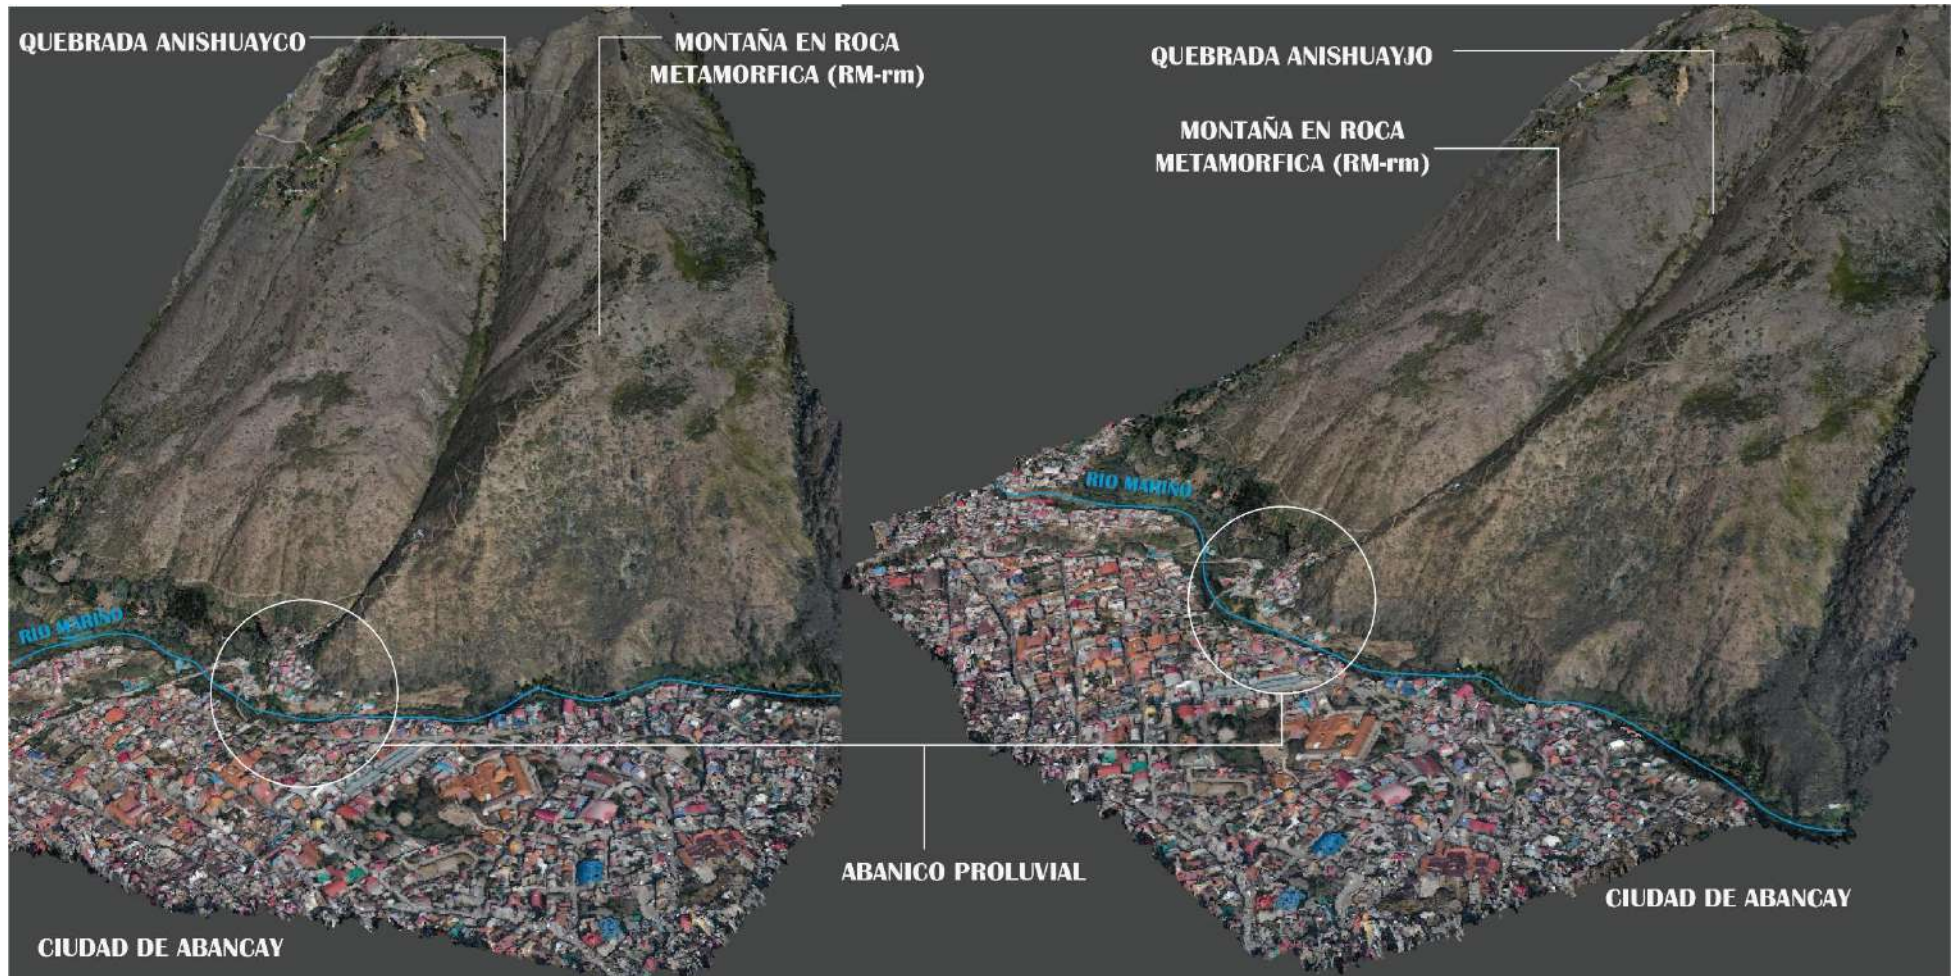 QUEBRADA ANISHUAYCO
MONTAÑA EN ROCA
METAMORFICA (RM-rm)
RIO MARIÑO
CIUDAD DE ABANCAY
QUEBRADA ANISHUAYJO
MONTAÑA EN ROCA
METAMORFICA (RM-rm)
RIO MARIÑO
ABANICO PROLUVIAL
CIUDAD DE ABANCAY